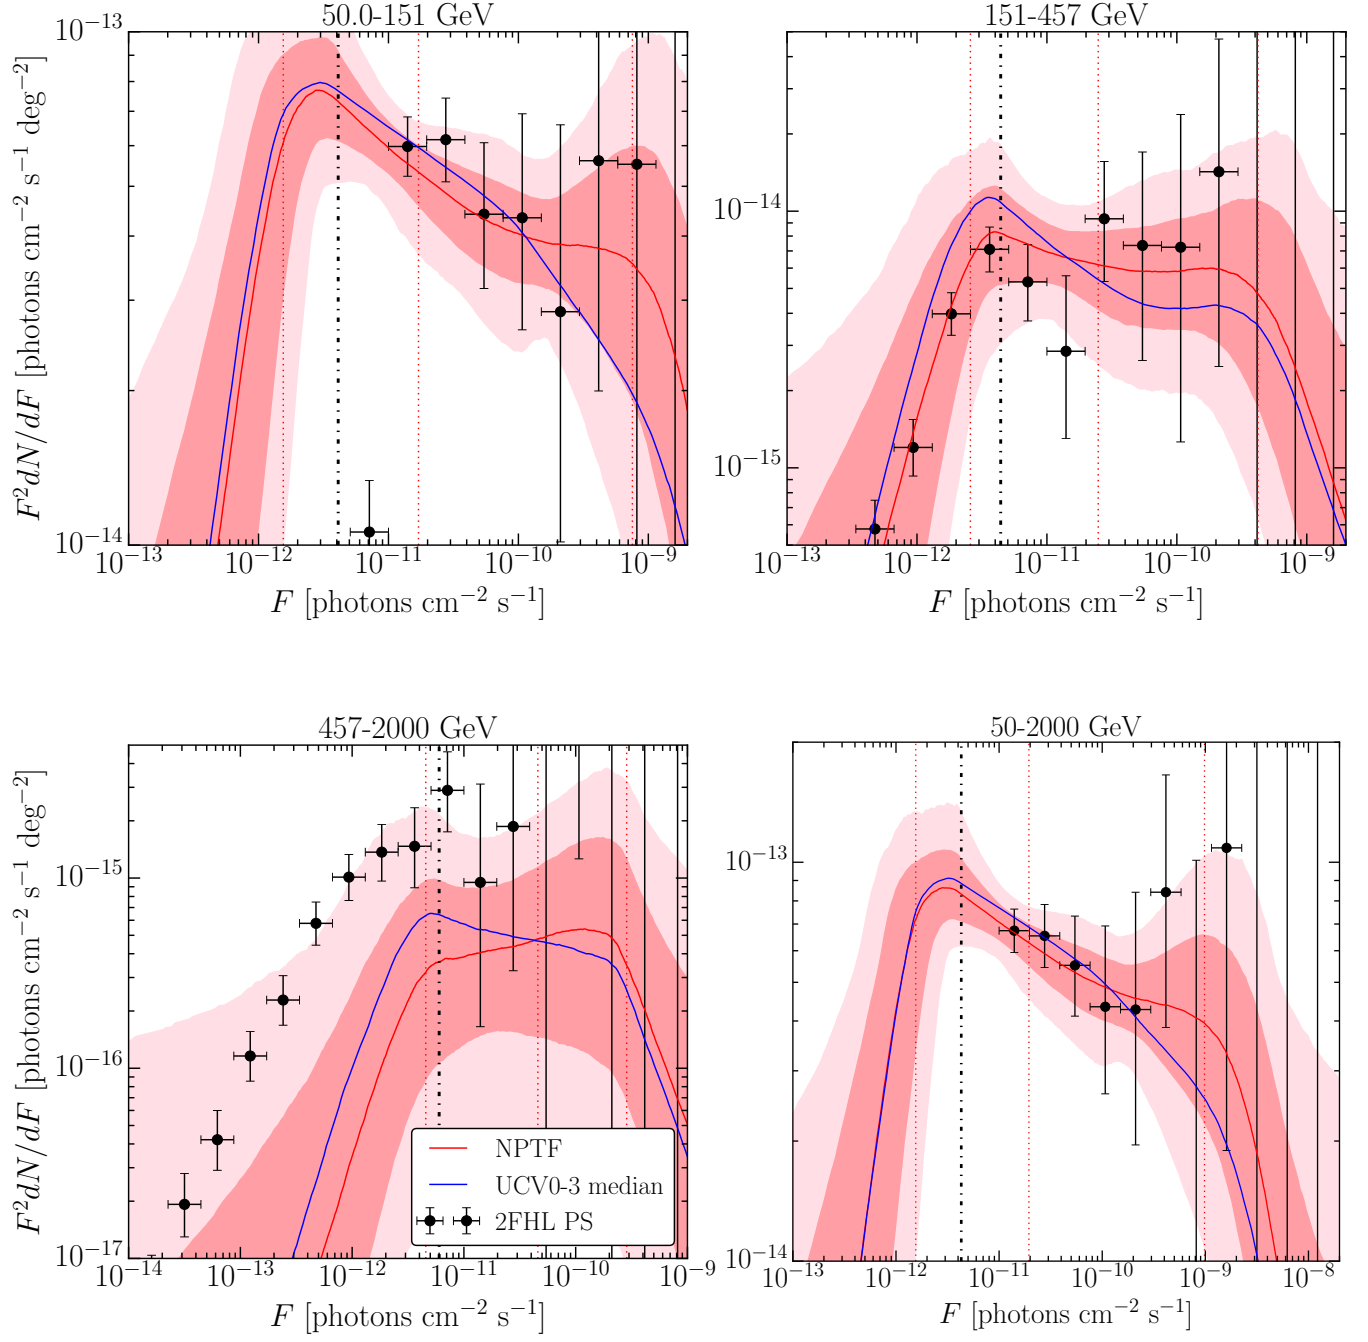 50.0-151 GeV
10⁻¹³
10⁻¹⁴
F²dN/dF [photons cm⁻² s⁻¹ deg⁻²]
10⁻¹³ 10⁻¹² 10⁻¹¹ 10⁻¹⁰ 10⁻⁹
F [photons cm⁻² s⁻¹]
151-457 GeV
10⁻¹⁴
10⁻¹⁵
10⁻¹³ 10⁻¹² 10⁻¹¹ 10⁻¹⁰ 10⁻⁹
F [photons cm⁻² s⁻¹]
457-2000 GeV
10⁻¹⁵
10⁻¹⁶
10⁻¹⁷
F²dN/dF [photons cm⁻² s⁻¹ deg⁻²]
NPTF
UCV0-3 median
2FHL PS
10⁻¹⁴ 10⁻¹³ 10⁻¹² 10⁻¹¹ 10⁻¹⁰ 10⁻⁹
F [photons cm⁻² s⁻¹]
50-2000 GeV
10⁻¹³
10⁻¹⁴
10⁻¹³ 10⁻¹² 10⁻¹¹ 10⁻¹⁰ 10⁻⁹ 10⁻⁸
F [photons cm⁻² s⁻¹]